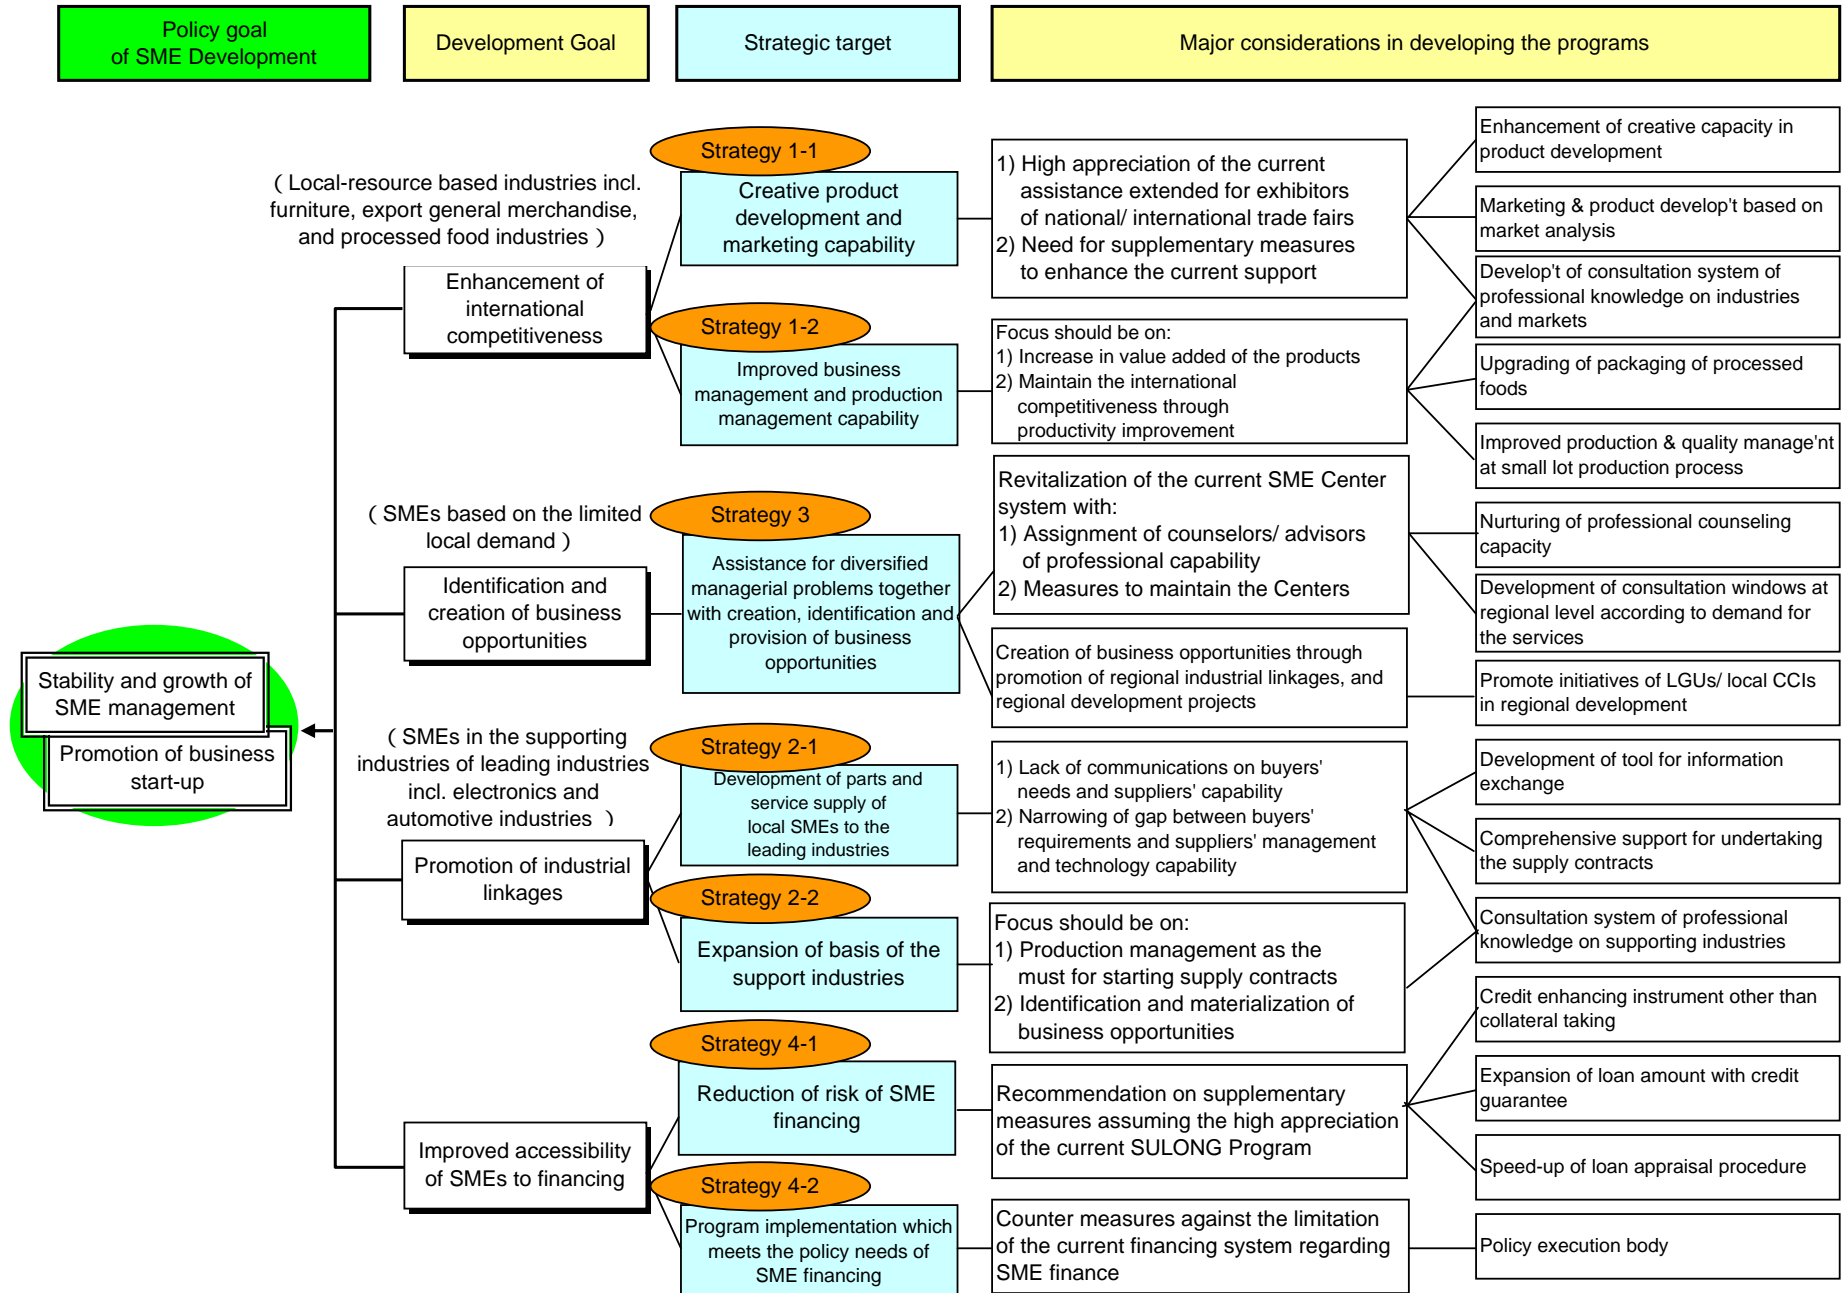 Policy goal
of SME Development
Development Goal
Strategic target
Major considerations in developing the programs
( Local-resource based industries incl.
furniture, export general merchandise,
and processed food industries )
Enhancement of
international
competitiveness
Strategy 1-1
Creative product
development and
marketing capability
1) High appreciation of the current
assistance extended for exhibitors
of national/ international trade fairs
2) Need for supplementary measures
to enhance the current support
Enhancement of creative capacity in
product development
Marketing & product develop't based on
market analysis
Develop't of consultation system of
professional knowledge on industries
and markets
Strategy 1-2
Improved business
management and production
management capability
Focus should be on:
1) Increase in value added of the products
2) Maintain the international
competitiveness through
productivity improvement
Upgrading of packaging of processed
foods
Improved production & quality manage'nt
at small lot production process
( SMEs based on the limited
local demand )
Identification and
creation of business
opportunities
Strategy 3
Assistance for diversified
managerial problems together
with creation, identification and
provision of business
opportunities
Revitalization of the current SME Center
system with:
1) Assignment of counselors/ advisors
of professional capability
2) Measures to maintain the Centers
Nurturing of professional counseling
capacity
Development of consultation windows at
regional level according to demand for
the services
Creation of business opportunities through
promotion of regional industrial linkages, and
regional development projects
Promote initiatives of LGUs/ local CCIs
in regional development
Stability and growth of
SME management
Promotion of business
start-up
( SMEs in the supporting
industries of leading industries
incl. electronics and
automotive industries )
Promotion of industrial
linkages
Strategy 2-1
Development of parts and
service supply of
local SMEs to the
leading industries
1) Lack of communications on buyers'
needs and suppliers' capability
2) Narrowing of gap between buyers'
requirements and suppliers' management
and technology capability
Development of tool for information
exchange
Comprehensive support for undertaking
the supply contracts
Consultation system of professional
knowledge on supporting industries
Strategy 2-2
Expansion of basis of the
support industries
Focus should be on:
1) Production management as the
must for starting supply contracts
2) Identification and materialization of
business opportunities
Improved accessibility
of SMEs to financing
Strategy 4-1
Reduction of risk of SME
financing
Recommendation on supplementary
measures assuming the high appreciation
of the current SULONG Program
Credit enhancing instrument other than
collateral taking
Expansion of loan amount with credit
guarantee
Speed-up of loan appraisal procedure
Strategy 4-2
Program implementation which
meets the policy needs of
SME financing
Counter measures against the limitation
of the current financing system regarding
SME finance
Policy execution body